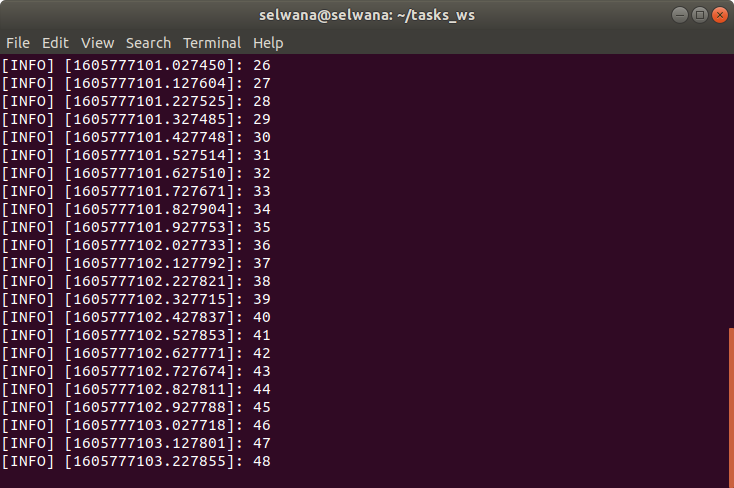 selwana@selwana: ~/tasks_ws
File Edit View Search Terminal Help
[INFO] [1605777101.027450]: 26
[INFO] [1605777101.127604]: 27
[INFO] [1605777101.227525]: 28
[INFO] [1605777101.327485]: 29
[INFO] [1605777101.427748]: 30
[INFO] [1605777101.527514]: 31
[INFO] [1605777101.627510]: 32
[INFO] [1605777101.727671]: 33
[INFO] [1605777101.827904]: 34
[INFO] [1605777101.927753]: 35
[INFO] [1605777102.027733]: 36
[INFO] [1605777102.127792]: 37
[INFO] [1605777102.227821]: 38
[INFO] [1605777102.327715]: 39
[INFO] [1605777102.427837]: 40
[INFO] [1605777102.527853]: 41
[INFO] [1605777102.627771]: 42
[INFO] [1605777102.727674]: 43
[INFO] [1605777102.827811]: 44
[INFO] [1605777102.927788]: 45
[INFO] [1605777103.027718]: 46
[INFO] [1605777103.127801]: 47
[INFO] [1605777103.227855]: 48